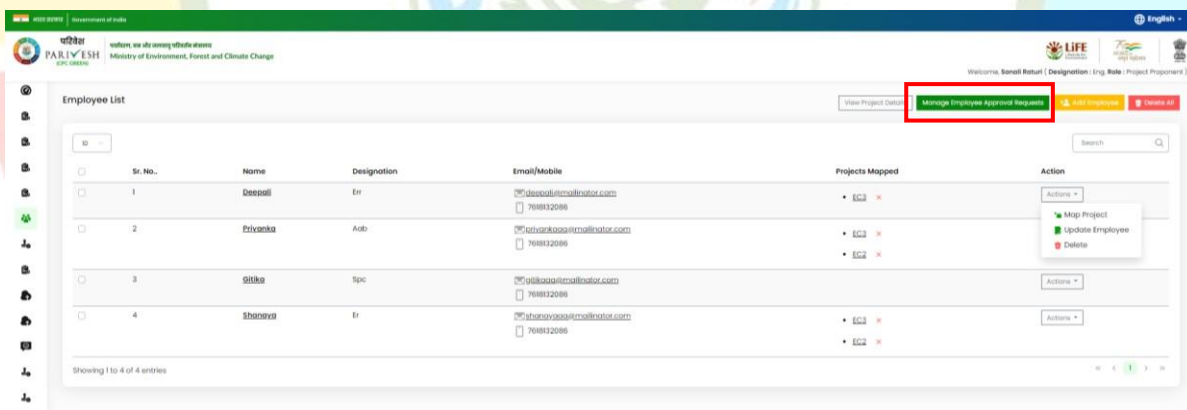 भारत सरकार Government of India
English
परिवेश
PARIVESH
(CPC GREEN)
पर्यावरण, वन और जलवायु परिवर्तन मंत्रालय
Ministry of Environment, Forest and Climate Change
LiFE
Welcome, Sonali Raturi ( Designation : Eng, Role : Project Proponent )
Employee List
View Project Details
Manage Employee Approval Requests
Add Employee
Delete All
10
Search
Sr. No.. Name Designation Email/Mobile Projects Mapped Action
1 Deepali Err deepali@mailinator.com EC3 Actions
7618132086
Map Project
Update Employee
Delete
2 Priyanka Aab priyankaaa@mailinator.com EC3
7618132086 EC2
3 Gitika Spc gitikaaa@mailinator.com Actions
7618132086
4 Shanaya Er shanayaaa@mailinator.com EC3 Actions
7618132086 EC2
Showing 1 to 4 of 4 entries
« < 1 > »